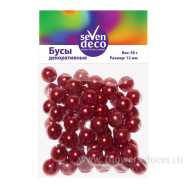 seven
deco
Бусы
декоративные
Вес: 50 г
Размер: 12 мм